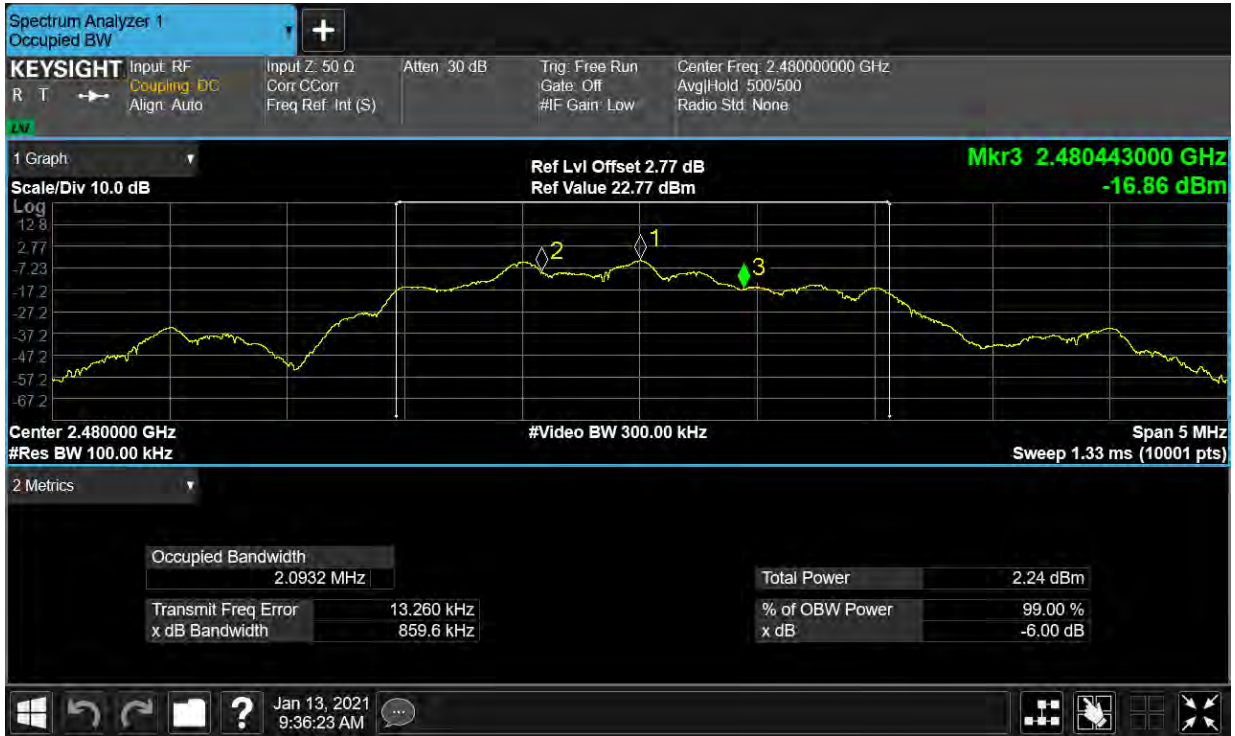 Spectrum Analyzer 1
Occupied BW
+
KEYSIGHT
R T
Input: RF
Coupling: DC
Align: Auto
Input Z: 50 Ω
Corr CCorr
Freq Ref: Int (S)
Atten: 30 dB
Trig: Free Run
Gate: Off
#IF Gain: Low
Center Freq: 2.480000000 GHz
Avg|Hold: 500/500
Radio Std: None
1 Graph
Scale/Div 10.0 dB
Ref Lvl Offset 2.77 dB
Ref Value 22.77 dBm
Mkr3 2.480443000 GHz
-16.86 dBm
Log
12.8
2.77
-7.23
-17.2
-27.2
-37.2
-47.2
-57.2
-67.2
2
1
3
Center 2.480000 GHz
#Video BW 300.00 kHz
Span 5 MHz
#Res BW 100.00 kHz
Sweep 1.33 ms (10001 pts)
2 Metrics
Occupied Bandwidth
2.0932 MHz
Total Power 2.24 dBm
Transmit Freq Error 13.260 kHz
% of OBW Power 99.00 %
x dB Bandwidth 859.6 kHz
x dB -6.00 dB
?
Jan 13, 2021
9:36:23 AM